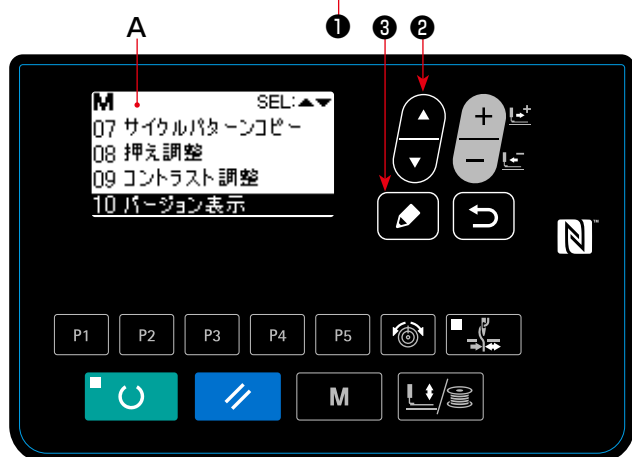 A ❶ ❸ ❷
M SEL:▲▼
07 サイクルパターンコピー
08 押え調整
09 コントラスト調整
10 バージョン表示
+
−
N™
P1 P2 P3 P4 P5
M